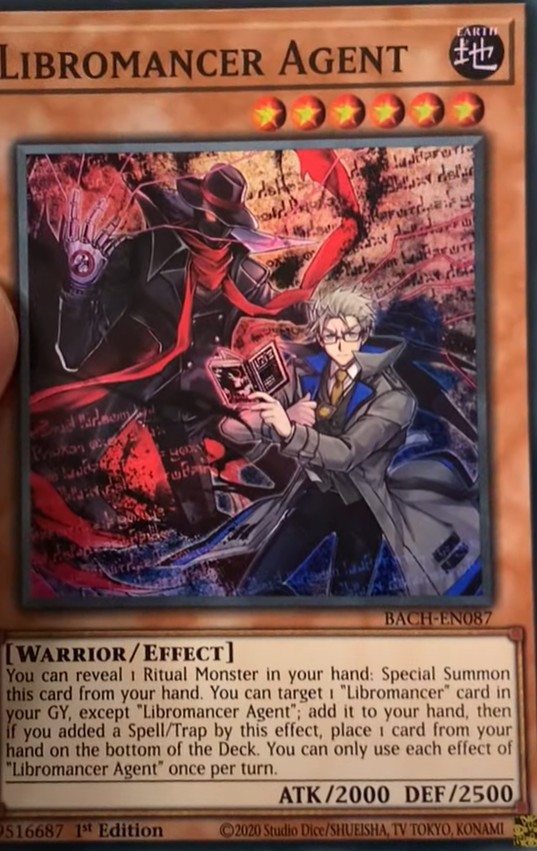 LIBROMANCER AGENT
EARTH
地
BACH-EN087
[WARRIOR/EFFECT]
You can reveal 1 Ritual Monster in your hand: Special Summon
this card from your hand. You can target 1 "Libromancer" card in
your GY, except "Libromancer Agent"; add it to your hand, then
if you added a Spell/Trap by this effect, place 1 card from your
hand on the bottom of the Deck. You can only use each effect of
"Libromancer Agent" once per turn.
ATK/2000 DEF/2500
9516687 1st Edition ©2020 Studio Dice/SHUEISHA, TV TOKYO, KONAMI